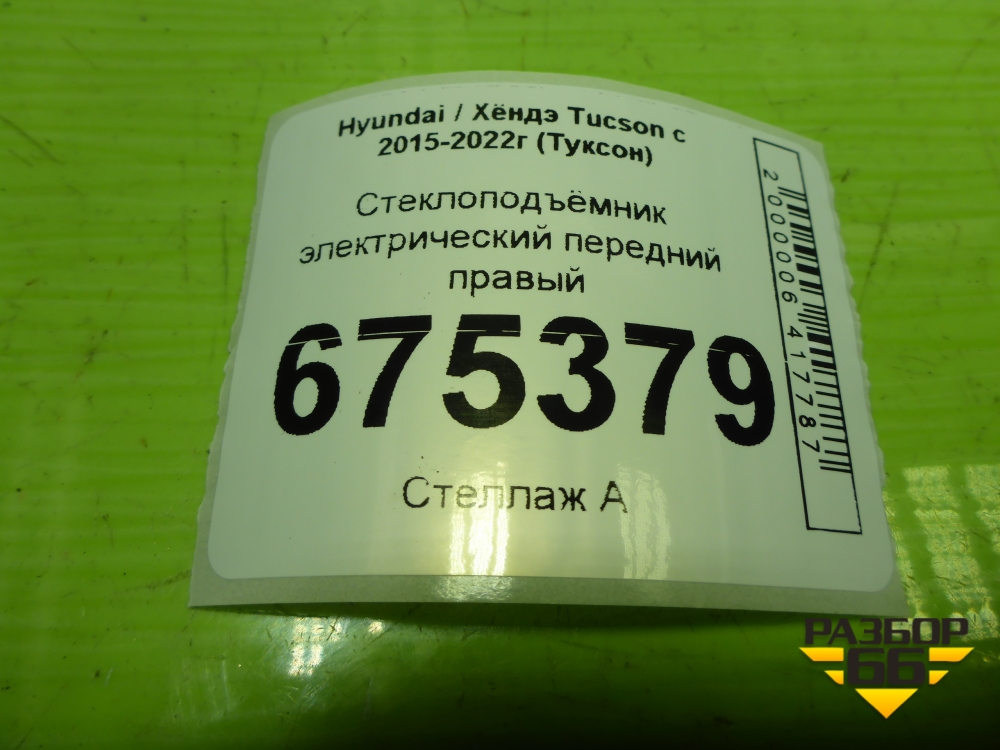 Hyundai / Хёндэ Tucson с
2015-2022г (Туксон)
Стеклоподъёмник
электрический передний
правый
675379
Стеллаж А
2000006417787
РАЗБОР
66